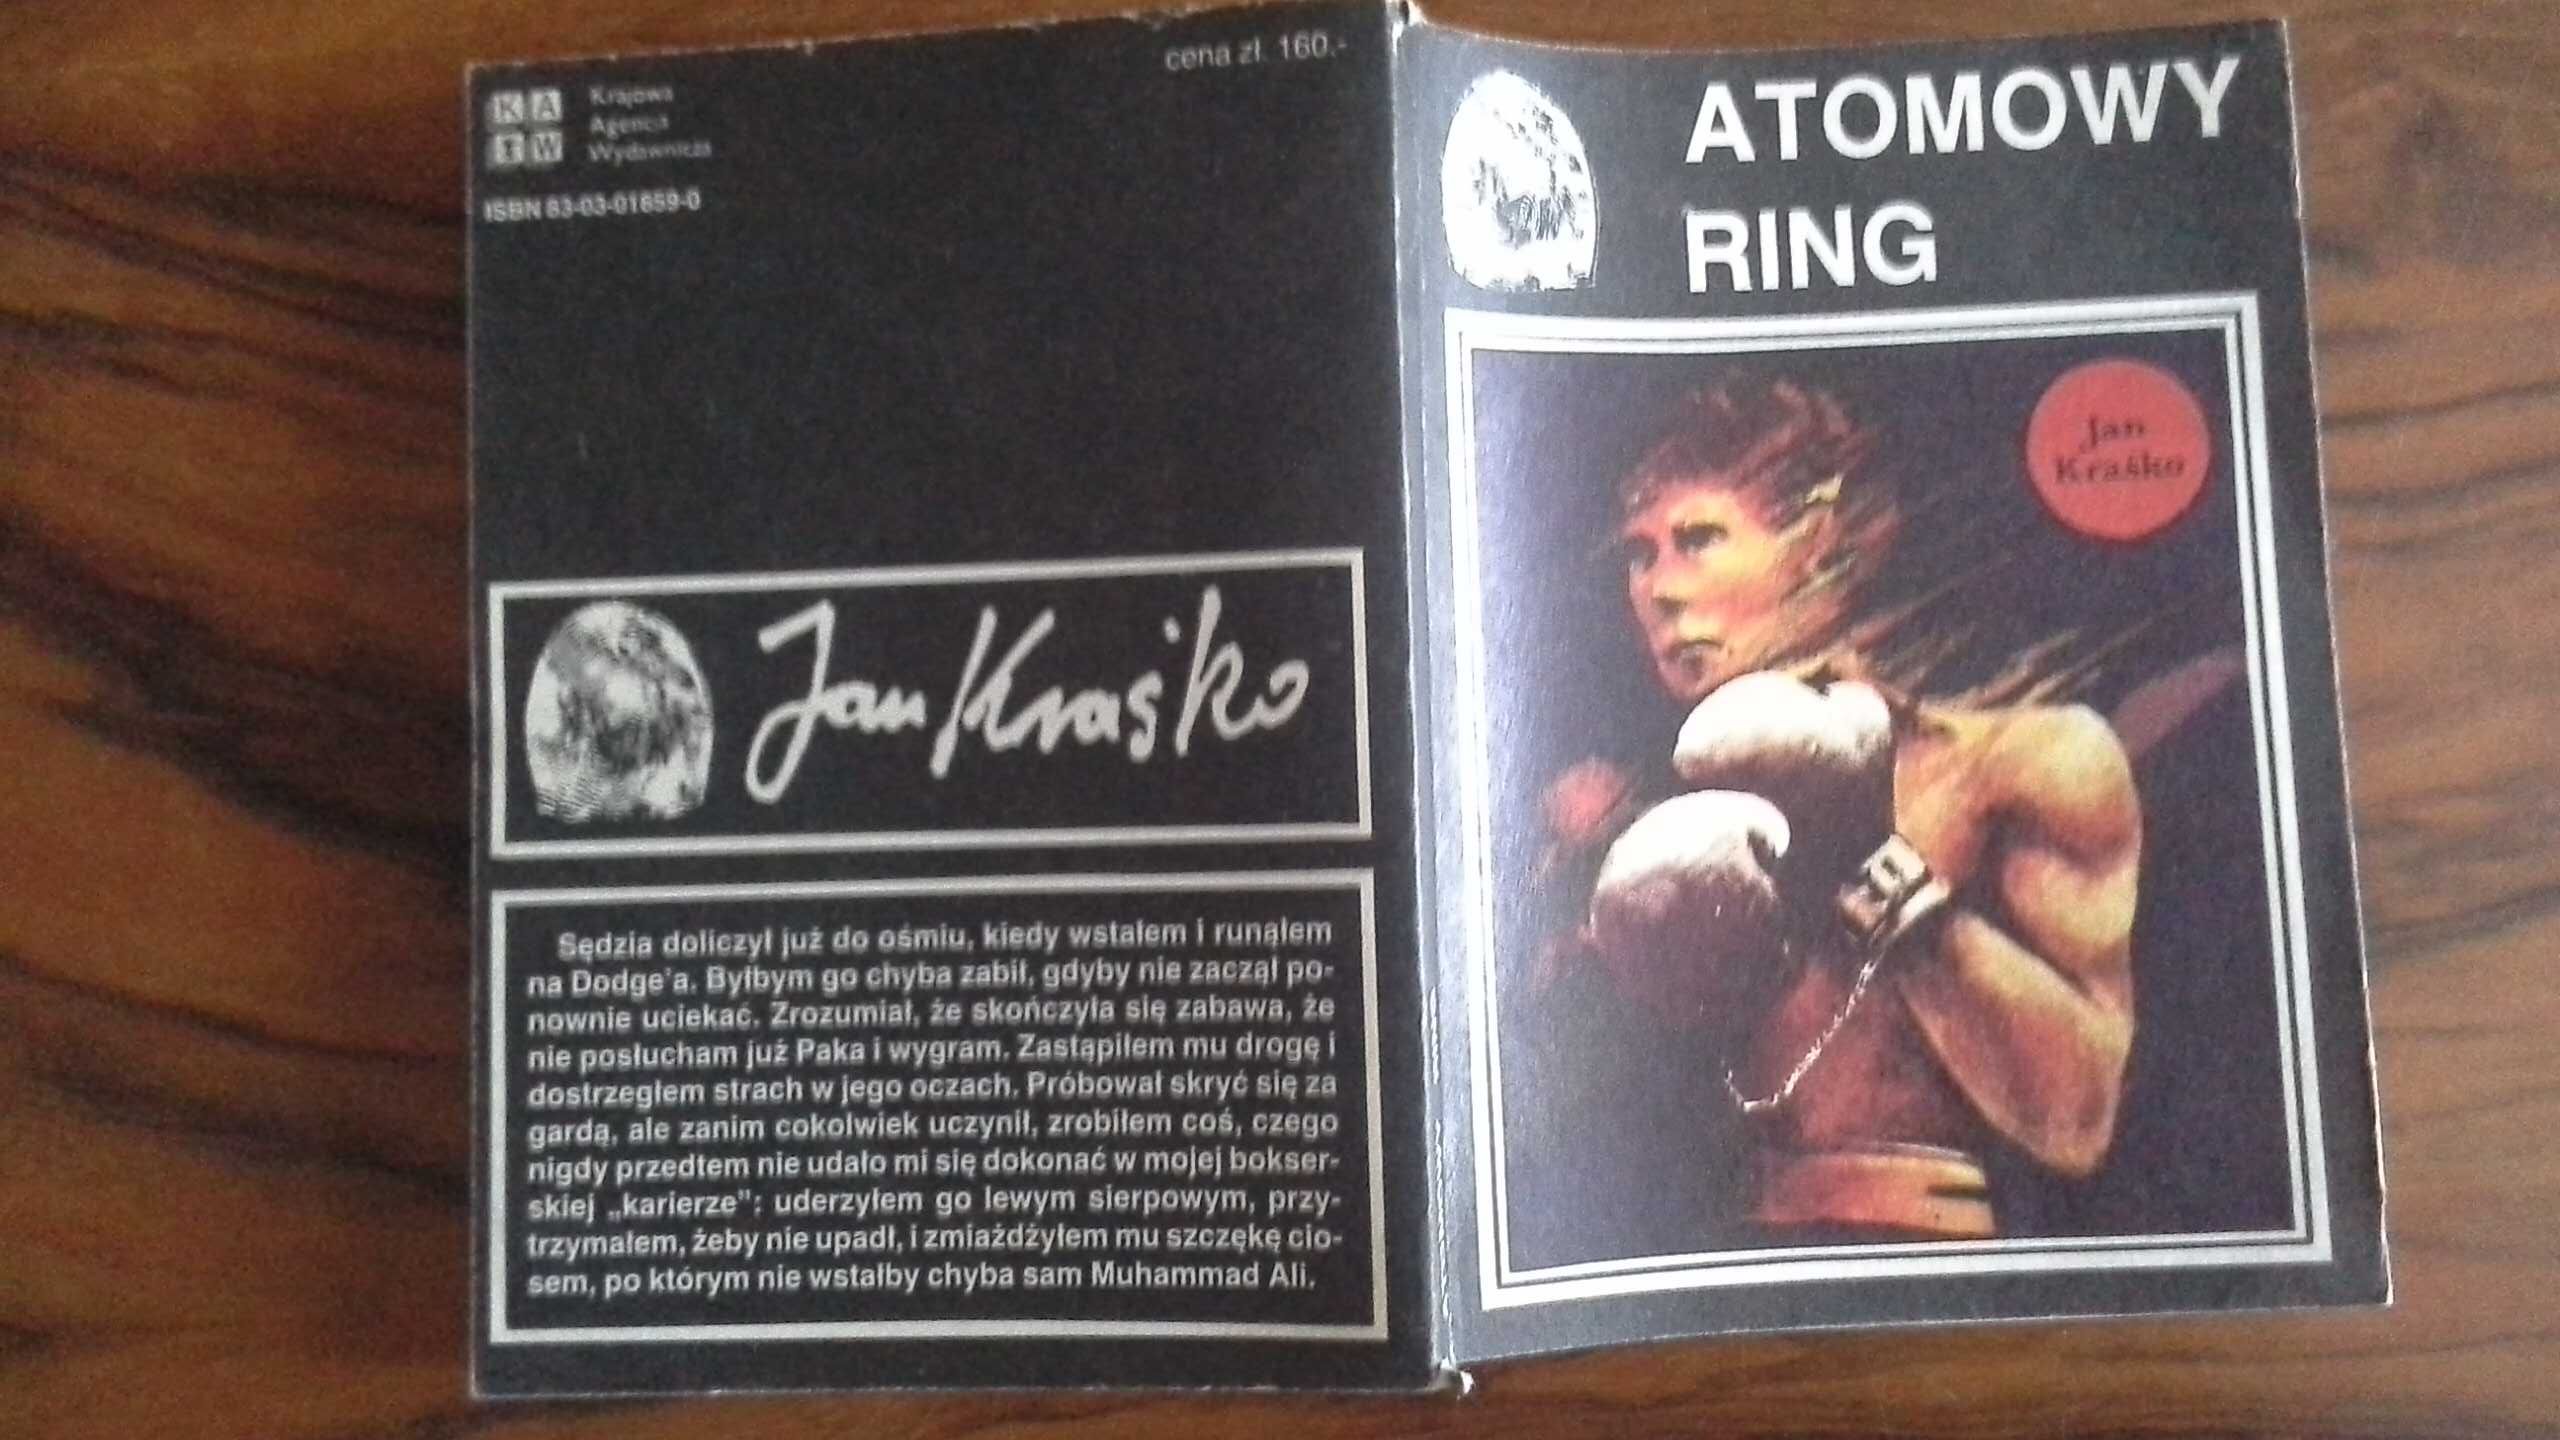 cena zł. 160.-
K A
W
Krajowa
Agencja
Wydawnicza
ISBN 83-03-01659-0
Jan Kraśko
Sędzia doliczył już do ośmiu, kiedy wstałem i runąłem
na Dodge'a. Byłbym go chyba zabił, gdyby nie zaczął po-
nownie uciekać. Zrozumiał, że skończyła się zabawa, że
nie posłucham już Paka i wygram. Zastąpiłem mu drogę i
dostrzegłem strach w jego oczach. Próbował skryć się za
gardą, ale zanim cokolwiek uczynił, zrobiłem coś, czego
nigdy przedtem nie udało mi się dokonać w mojej bokser-
skiej „karierze”: uderzyłem go lewym sierpowym, przy-
trzymałem, żeby nie upadł, i zmiażdżyłem mu szczękę cio-
sem, po którym nie wstałby chyba sam Muhammad Ali.
ATOMOWY
RING
Jan
Kraśko